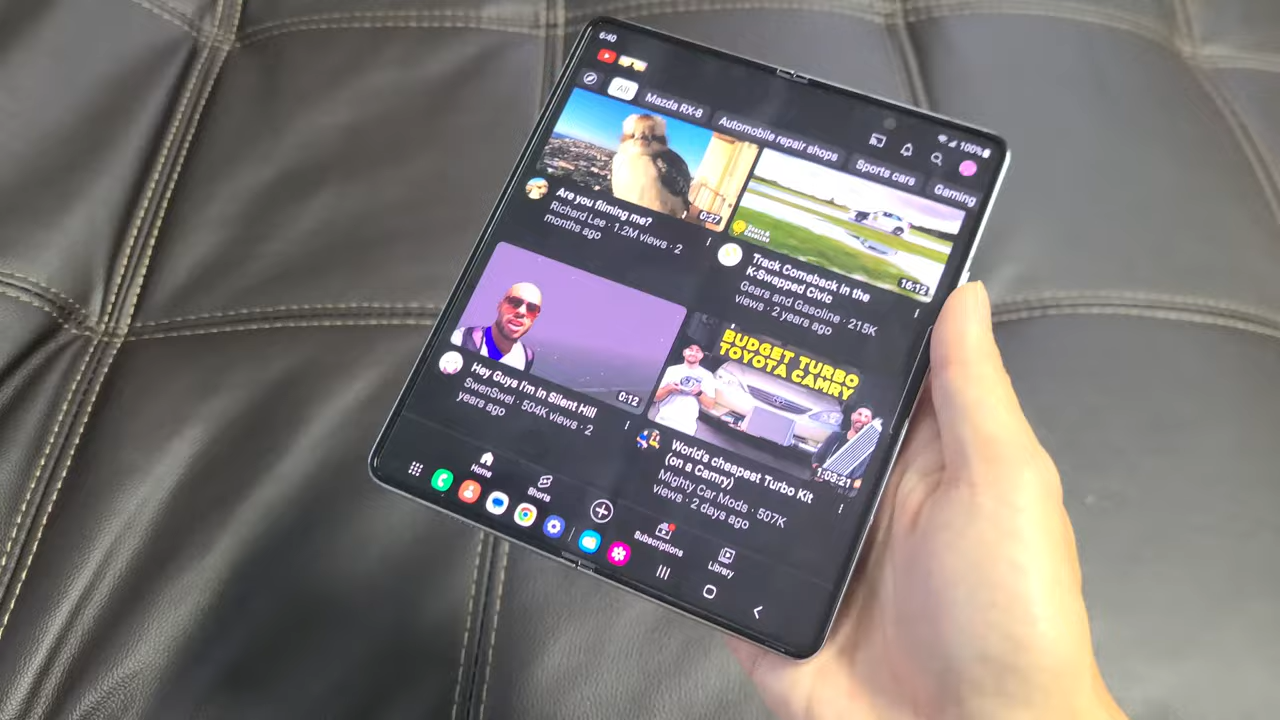 6:40
100%
All
Mazda RX-8
Automobile repair shops
Sports cars
Gaming
0:27
Are you filming me?
Richard Lee · 1.2M views · 2
months ago
Gears &
Gasoline
16:12
Track Comeback in the
K-Swapped Civic
Gears and Gasoline · 215K
views · 2 years ago
0:12
Hey Guys I'm in Silent Hill
SwenSwei · 504K views · 2
years ago
BUDGET TURBO
TOYOTA CAMRY
1:03:21
World's cheapest Turbo Kit
(on a Camry)
Mighty Car Mods · 507K
views · 2 days ago
Home
Shorts
Subscriptions
Library